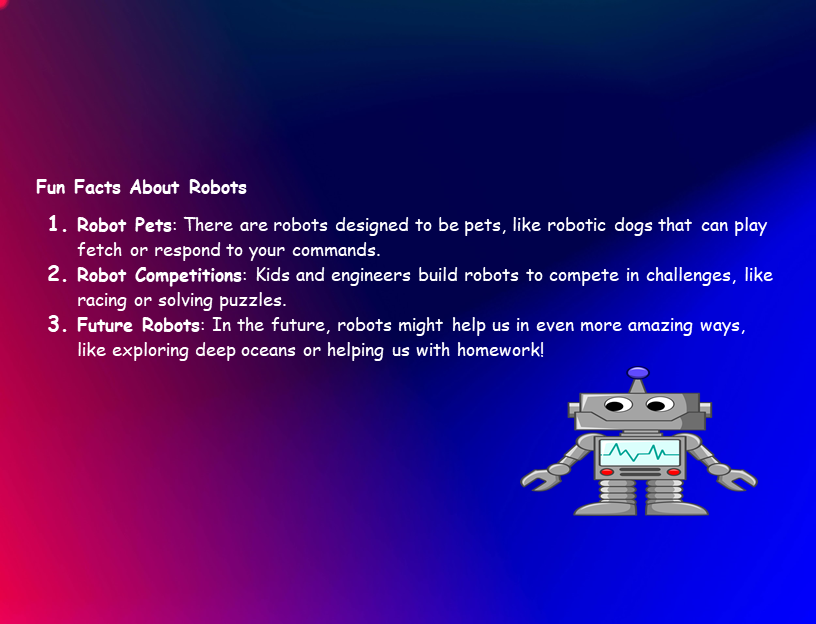 Fun Facts About Robots
1. Robot Pets: There are robots designed to be pets, like robotic dogs that can play
fetch or respond to your commands.
2. Robot Competitions: Kids and engineers build robots to compete in challenges, like
racing or solving puzzles.
3. Future Robots: In the future, robots might help us in even more amazing ways,
like exploring deep oceans or helping us with homework!